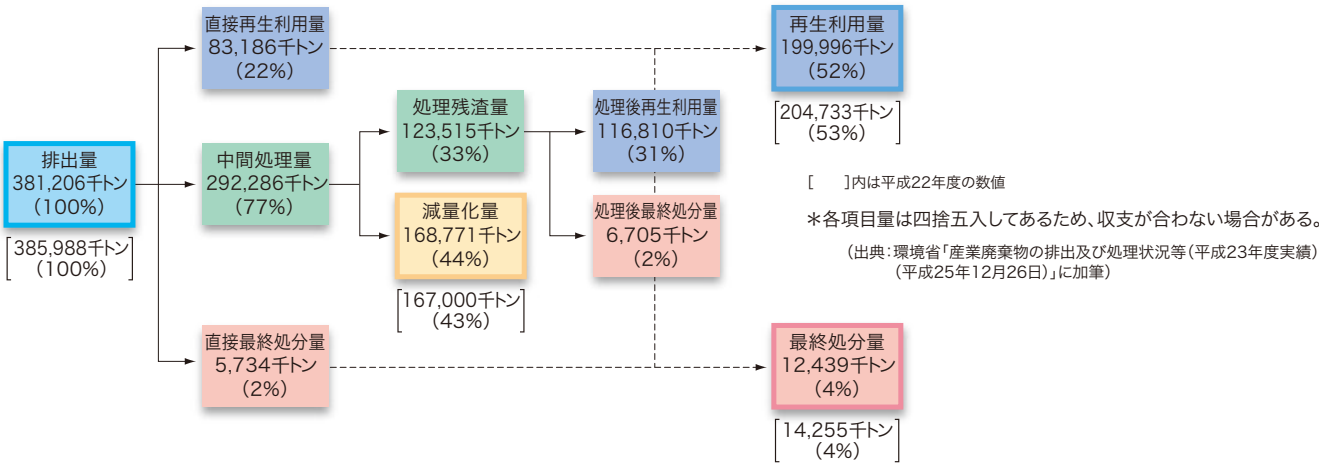 排出量
381,206千トン
(100%)
[385,988千トン
(100%)]
直接再生利用量
83,186千トン
(22%)
中間処理量
292,286千トン
(77%)
直接最終処分量
5,734千トン
(2%)
処理残渣量
123,515千トン
(33%)
減量化量
168,771千トン
(44%)
[167,000千トン
(43%)]
処理後再生利用量
116,810千トン
(31%)
処理後最終処分量
6,705千トン
(2%)
再生利用量
199,996千トン
(52%)
[204,733千トン
(53%)]
[　　]内は平成22年度の数値
＊各項目量は四捨五入してあるため、収支が合わない場合がある。
(出典:環境省「産業廃棄物の排出及び処理状況等(平成23年度実績)
(平成25年12月26日)」に加筆)
最終処分量
12,439千トン
(4%)
[14,255千トン
(4%)]